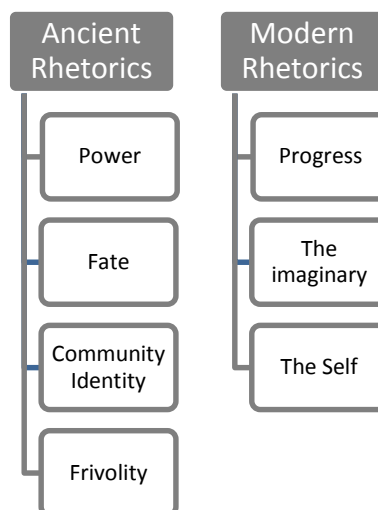 Ancient
Rhetorics
Power
Fate
Community
Identity
Frivolity
Modern
Rhetorics
Progress
The
imaginary
The Self